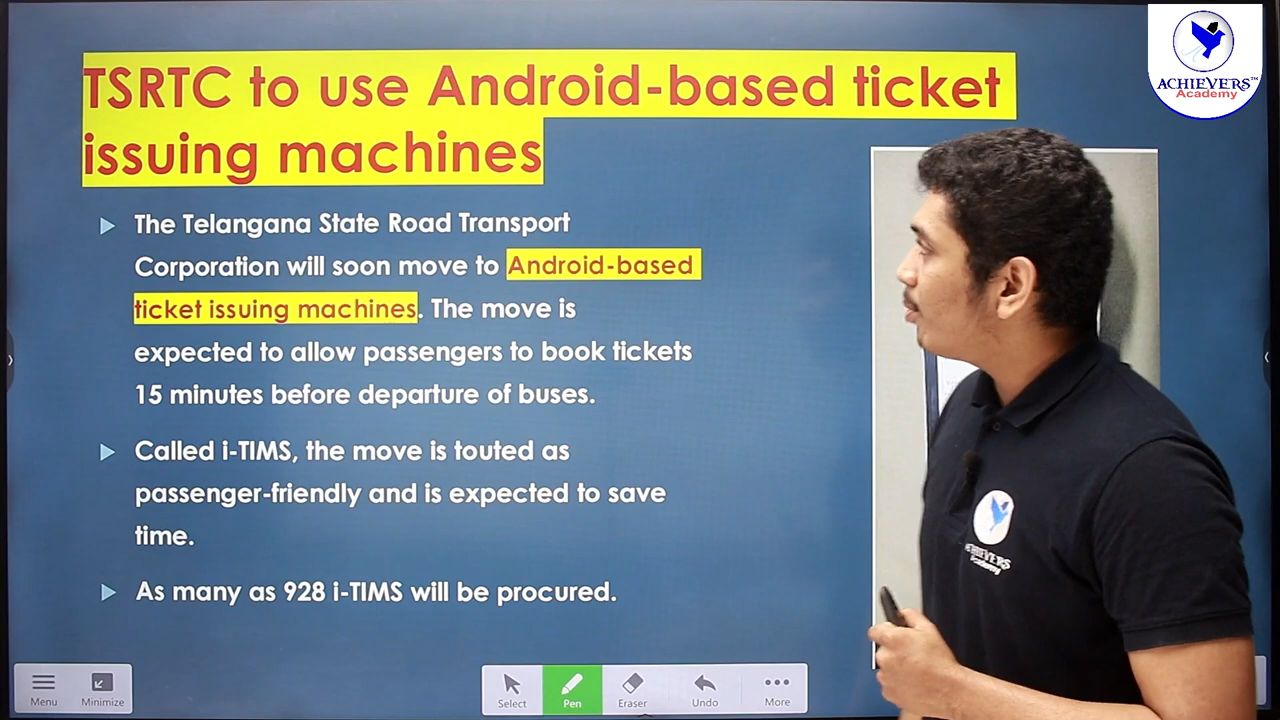 TSRTC to use Android-based ticket
issuing machines
The Telangana State Road Transport
Corporation will soon move to Android-based
ticket issuing machines. The move is
expected to allow passengers to book tickets
15 minutes before departure of buses.
Called i-TIMS, the move is touted as
passenger-friendly and is expected to save
time.
As many as 928 i-TIMS will be procured.
ACHIEVERS™
Academy
ACHIEVERS
Academy
Menu
Minimize
Select
Pen
Eraser
Undo
More